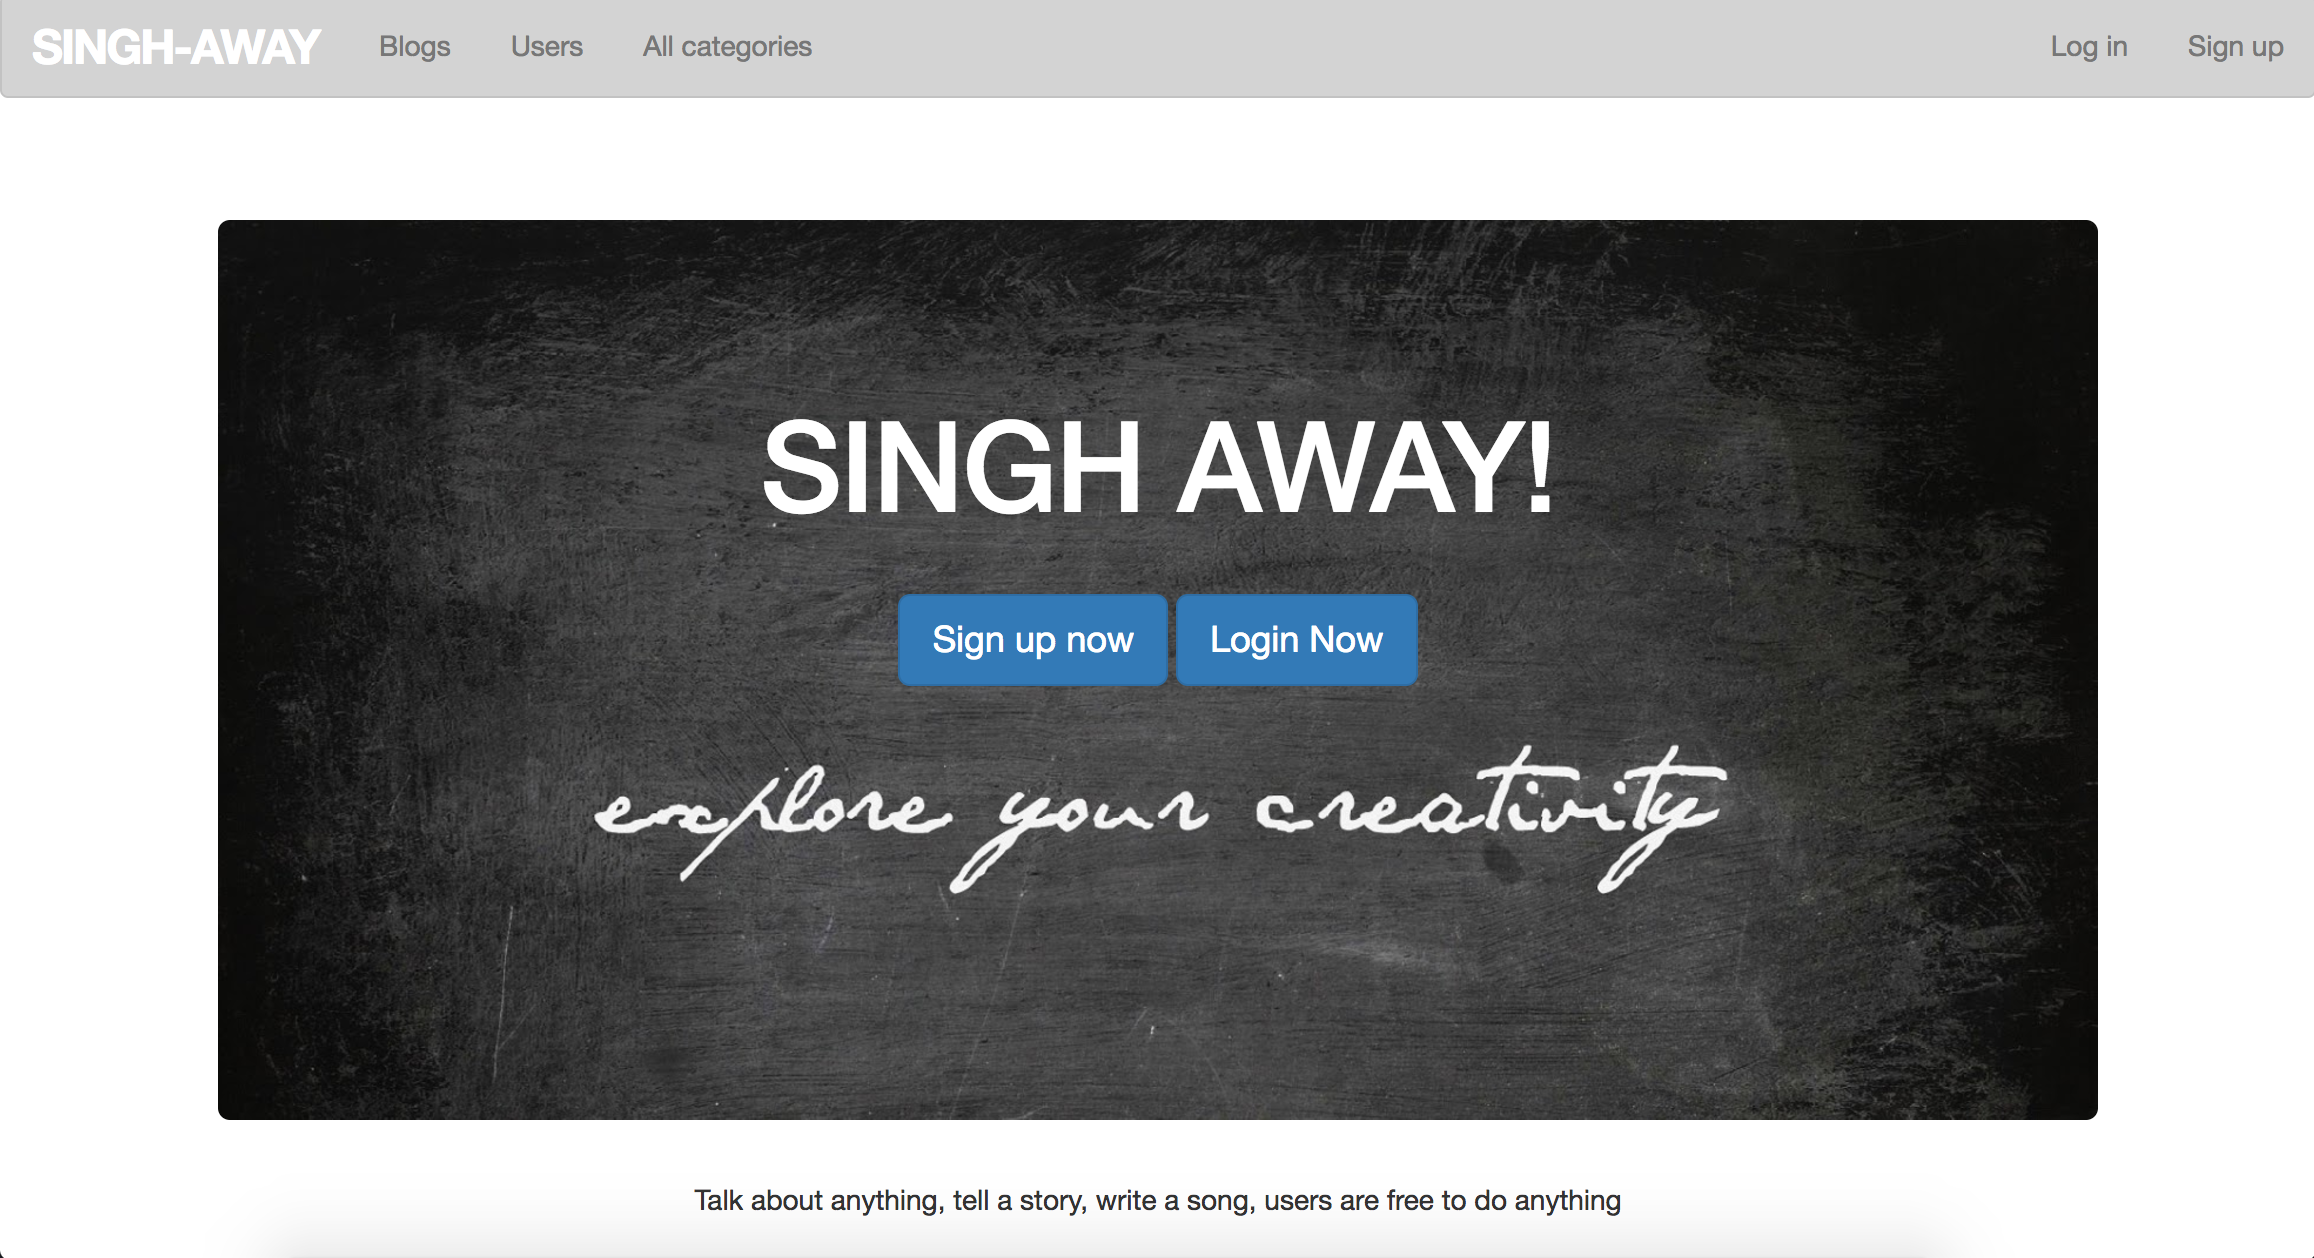 SINGH-AWAY Blogs Users All categories Log in Sign up
SINGH AWAY!
Sign up now Login Now
explore your creativity
Talk about anything, tell a story, write a song, users are free to do anything